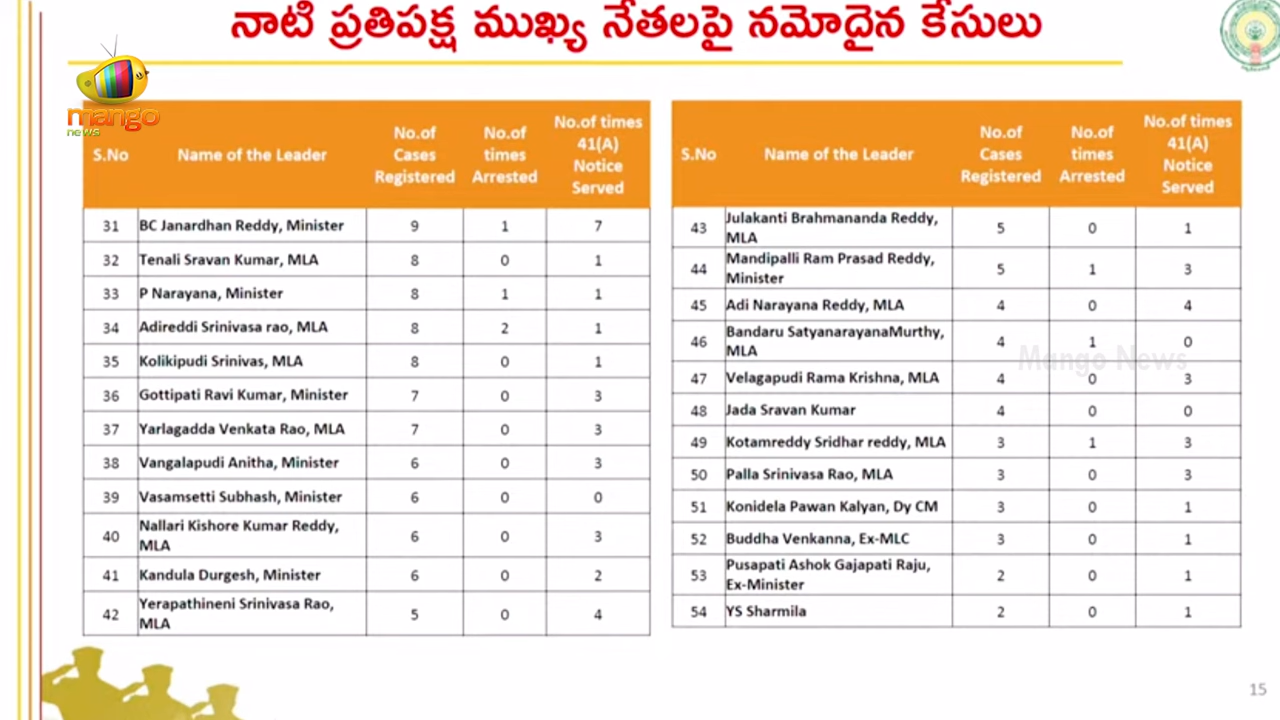 నాటి ప్రతిపక్ష ముఖ్య నేతలపై నమోదైన కేసులు
mango
news
S.No Name of the Leader No.of Cases Registered No.of times Arrested No.of times 41(A) Notice Served
31 BC Janardhan Reddy, Minister 9 1 7
32 Tenali Sravan Kumar, MLA 8 0 1
33 P Narayana, Minister 8 1 1
34 Adireddi Srinivasa rao, MLA 8 2 1
35 Kolikipudi Srinivas, MLA 8 0 1
36 Gottipati Ravi Kumar, Minister 7 0 3
37 Yarlagadda Venkata Rao, MLA 7 0 3
38 Vangalapudi Anitha, Minister 6 0 3
39 Vasamsetti Subhash, Minister 6 0 0
40 Nallari Kishore Kumar Reddy, MLA 6 0 3
41 Kandula Durgesh, Minister 6 0 2
42 Yerapathineni Srinivasa Rao, MLA 5 0 4
S.No Name of the Leader No.of Cases Registered No.of times Arrested No.of times 41(A) Notice Served
43 Julakanti Brahmananda Reddy, MLA 5 0 1
44 Mandipalli Ram Prasad Reddy, Minister 5 1 3
45 Adi Narayana Reddy, MLA 4 0 4
46 Bandaru SatyanarayanaMurthy, MLA 4 1 0
47 Velagapudi Rama Krishna, MLA 4 0 3
48 Jada Sravan Kumar 4 0 0
49 Kotamreddy Sridhar reddy, MLA 3 1 3
50 Palla Srinivasa Rao, MLA 3 0 3
51 Konidela Pawan Kalyan, Dy CM 3 0 1
52 Buddha Venkanna, Ex-MLC 3 0 1
53 Pusapati Ashok Gajapati Raju, Ex-Minister 2 0 1
54 YS Sharmila 2 0 1
Mango News
15